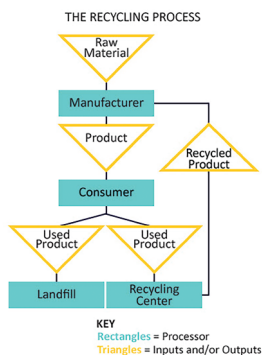 THE RECYCLING PROCESS
Raw
Material
Manufacturer
Product
Recycled
Product
Consumer
Used
Product
Used
Product
Landfill
Recycling
Center
KEY
Rectangles = Processor
Triangles = Inputs and/or Outputs